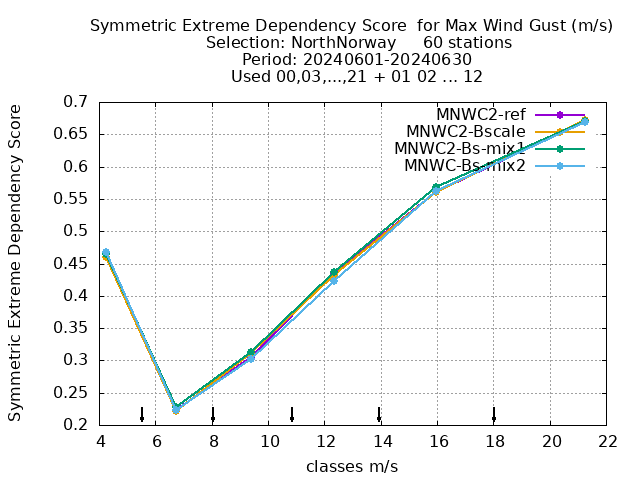 Symmetric Extreme Dependency Score  for Max Wind Gust (m/s)
Selection: NorthNorway     60 stations
Period: 20240601-20240630
Used 00,03,...,21 + 01 02 ... 12
Symmetric Extreme Dependency Score
0.7
0.65
0.6
0.55
0.5
0.45
0.4
0.35
0.3
0.25
0.2
MNWC2-ref
MNWC2-Bscale
MNWC2-Bs-mix1
MNWC-Bs-mix2
4 6 8 10 12 14 16 18 20 22
classes m/s